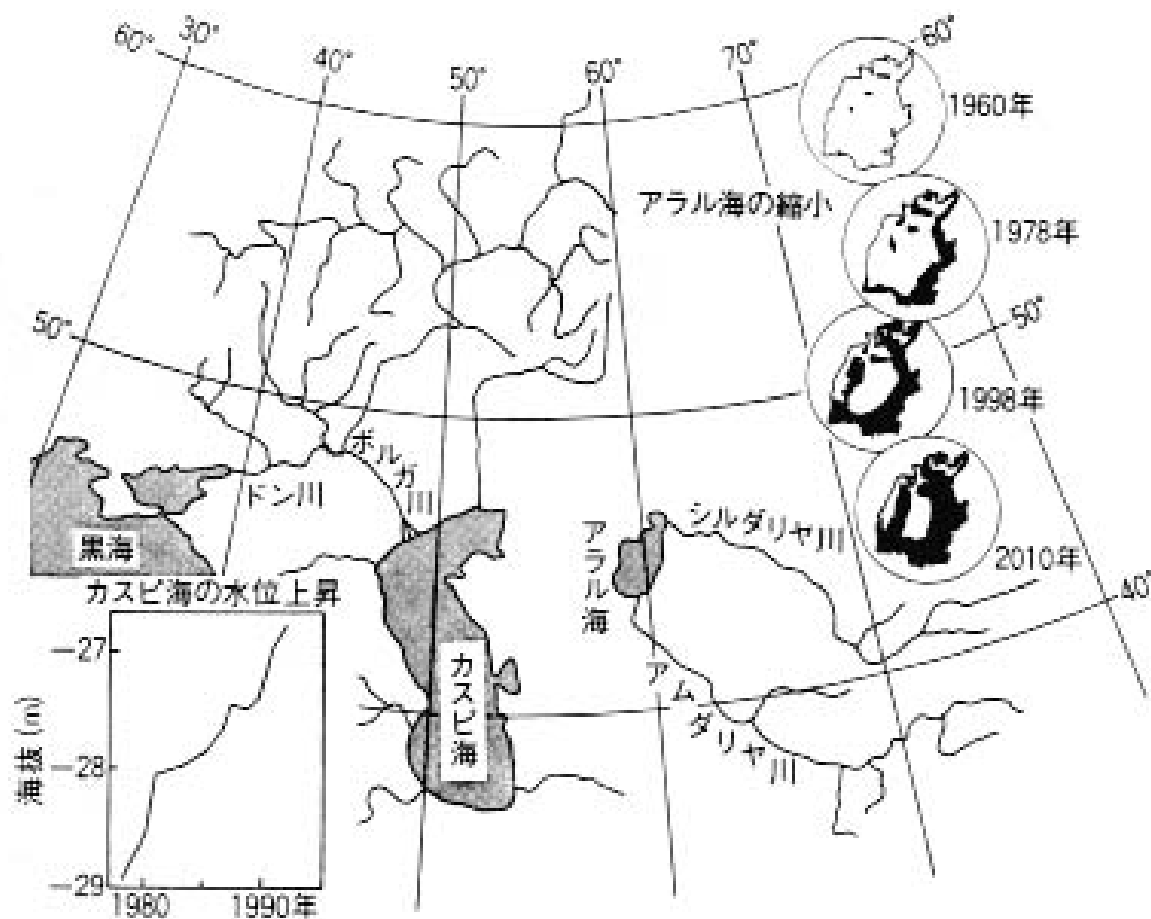 60°
30°
40°
50°
60°
70°
60°
1960年
アラル海の縮小
1978年
50°
50°
1998年
ボルガ川
ドン川
黒海
シルダリヤ川
アラル海
2010年
40°
カスピ海の水位上昇
カスピ海
アムダリヤ川
海抜(m)
-27
-28
-29
1980
1990年